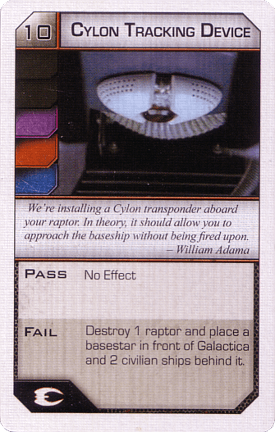 10 CYLON TRACKING DEVICE
We're installing a Cylon transponder aboard
your raptor. In theory, it should allow you to
approach the baseship without being fired upon.
– William Adama
PASS No Effect
FAIL Destroy 1 raptor and place a
basestar in front of Galactica
and 2 civilian ships behind it.